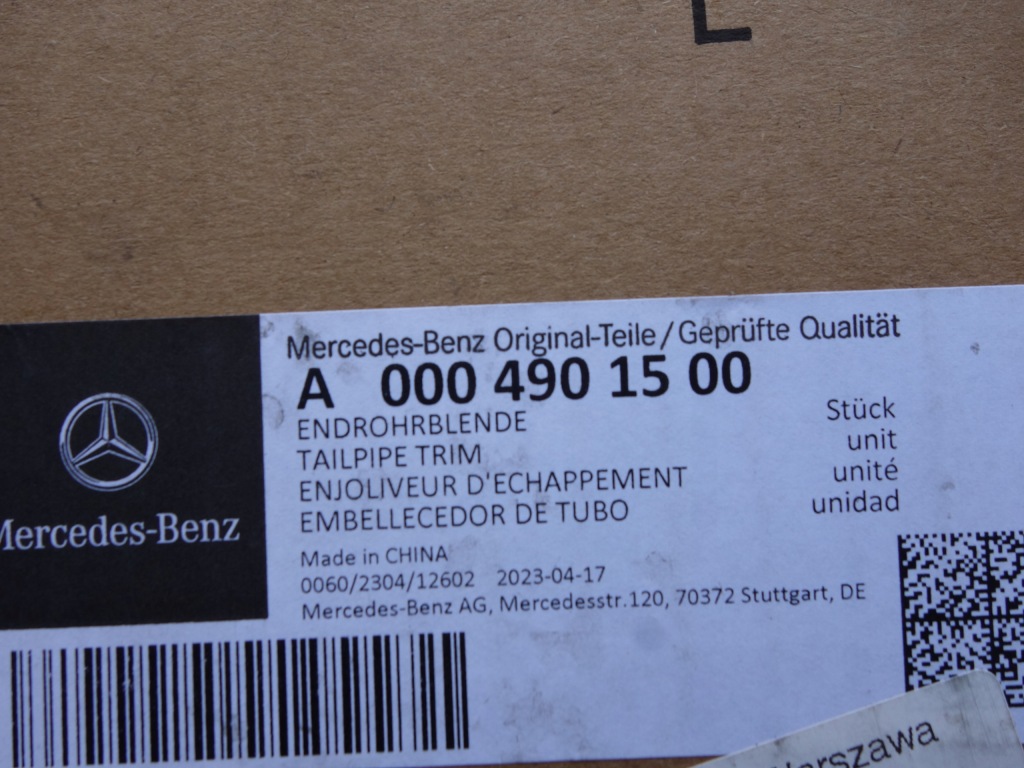 L
Mercedes-Benz Original-Teile/Geprüfte Qualität
A 000 490 15 00
ENDROHRBLENDE Stück
TAILPIPE TRIM unit
ENJOLIVEUR D'ECHAPPEMENT unité
EMBELLECEDOR DE TUBO unidad
Mercedes-Benz
Made in CHINA
0060/2304/12602 2023-04-17
Mercedes-Benz AG, Mercedesstr.120, 70372 Stuttgart, DE
Warszawa